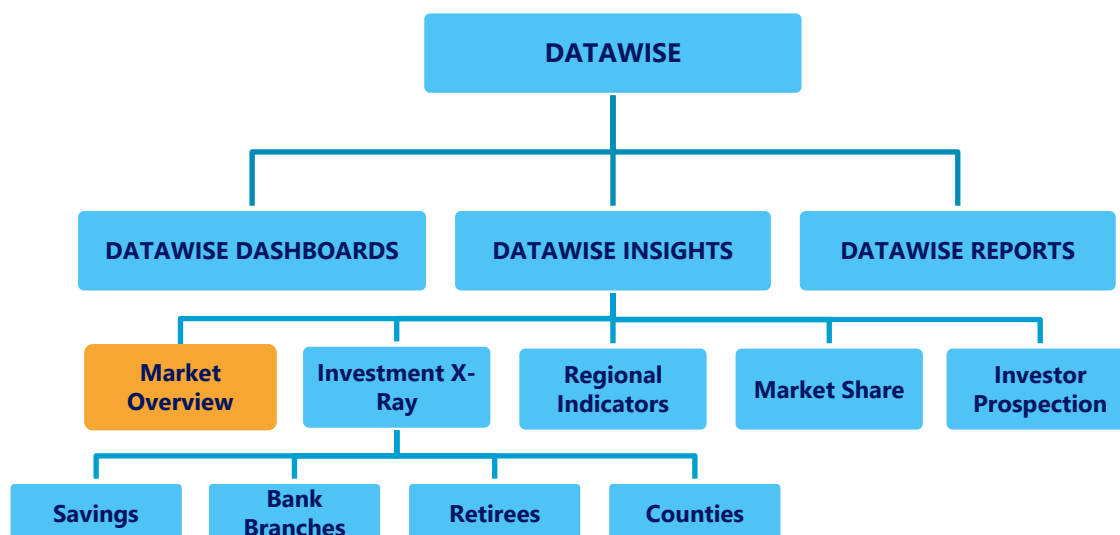 DATAWISE
DATAWISE DASHBOARDS
DATAWISE INSIGHTS
DATAWISE REPORTS
Market
Overview
Investment X-
Ray
Regional
Indicators
Market Share
Investor
Prospection
Savings
Bank
Branches
Retirees
Counties